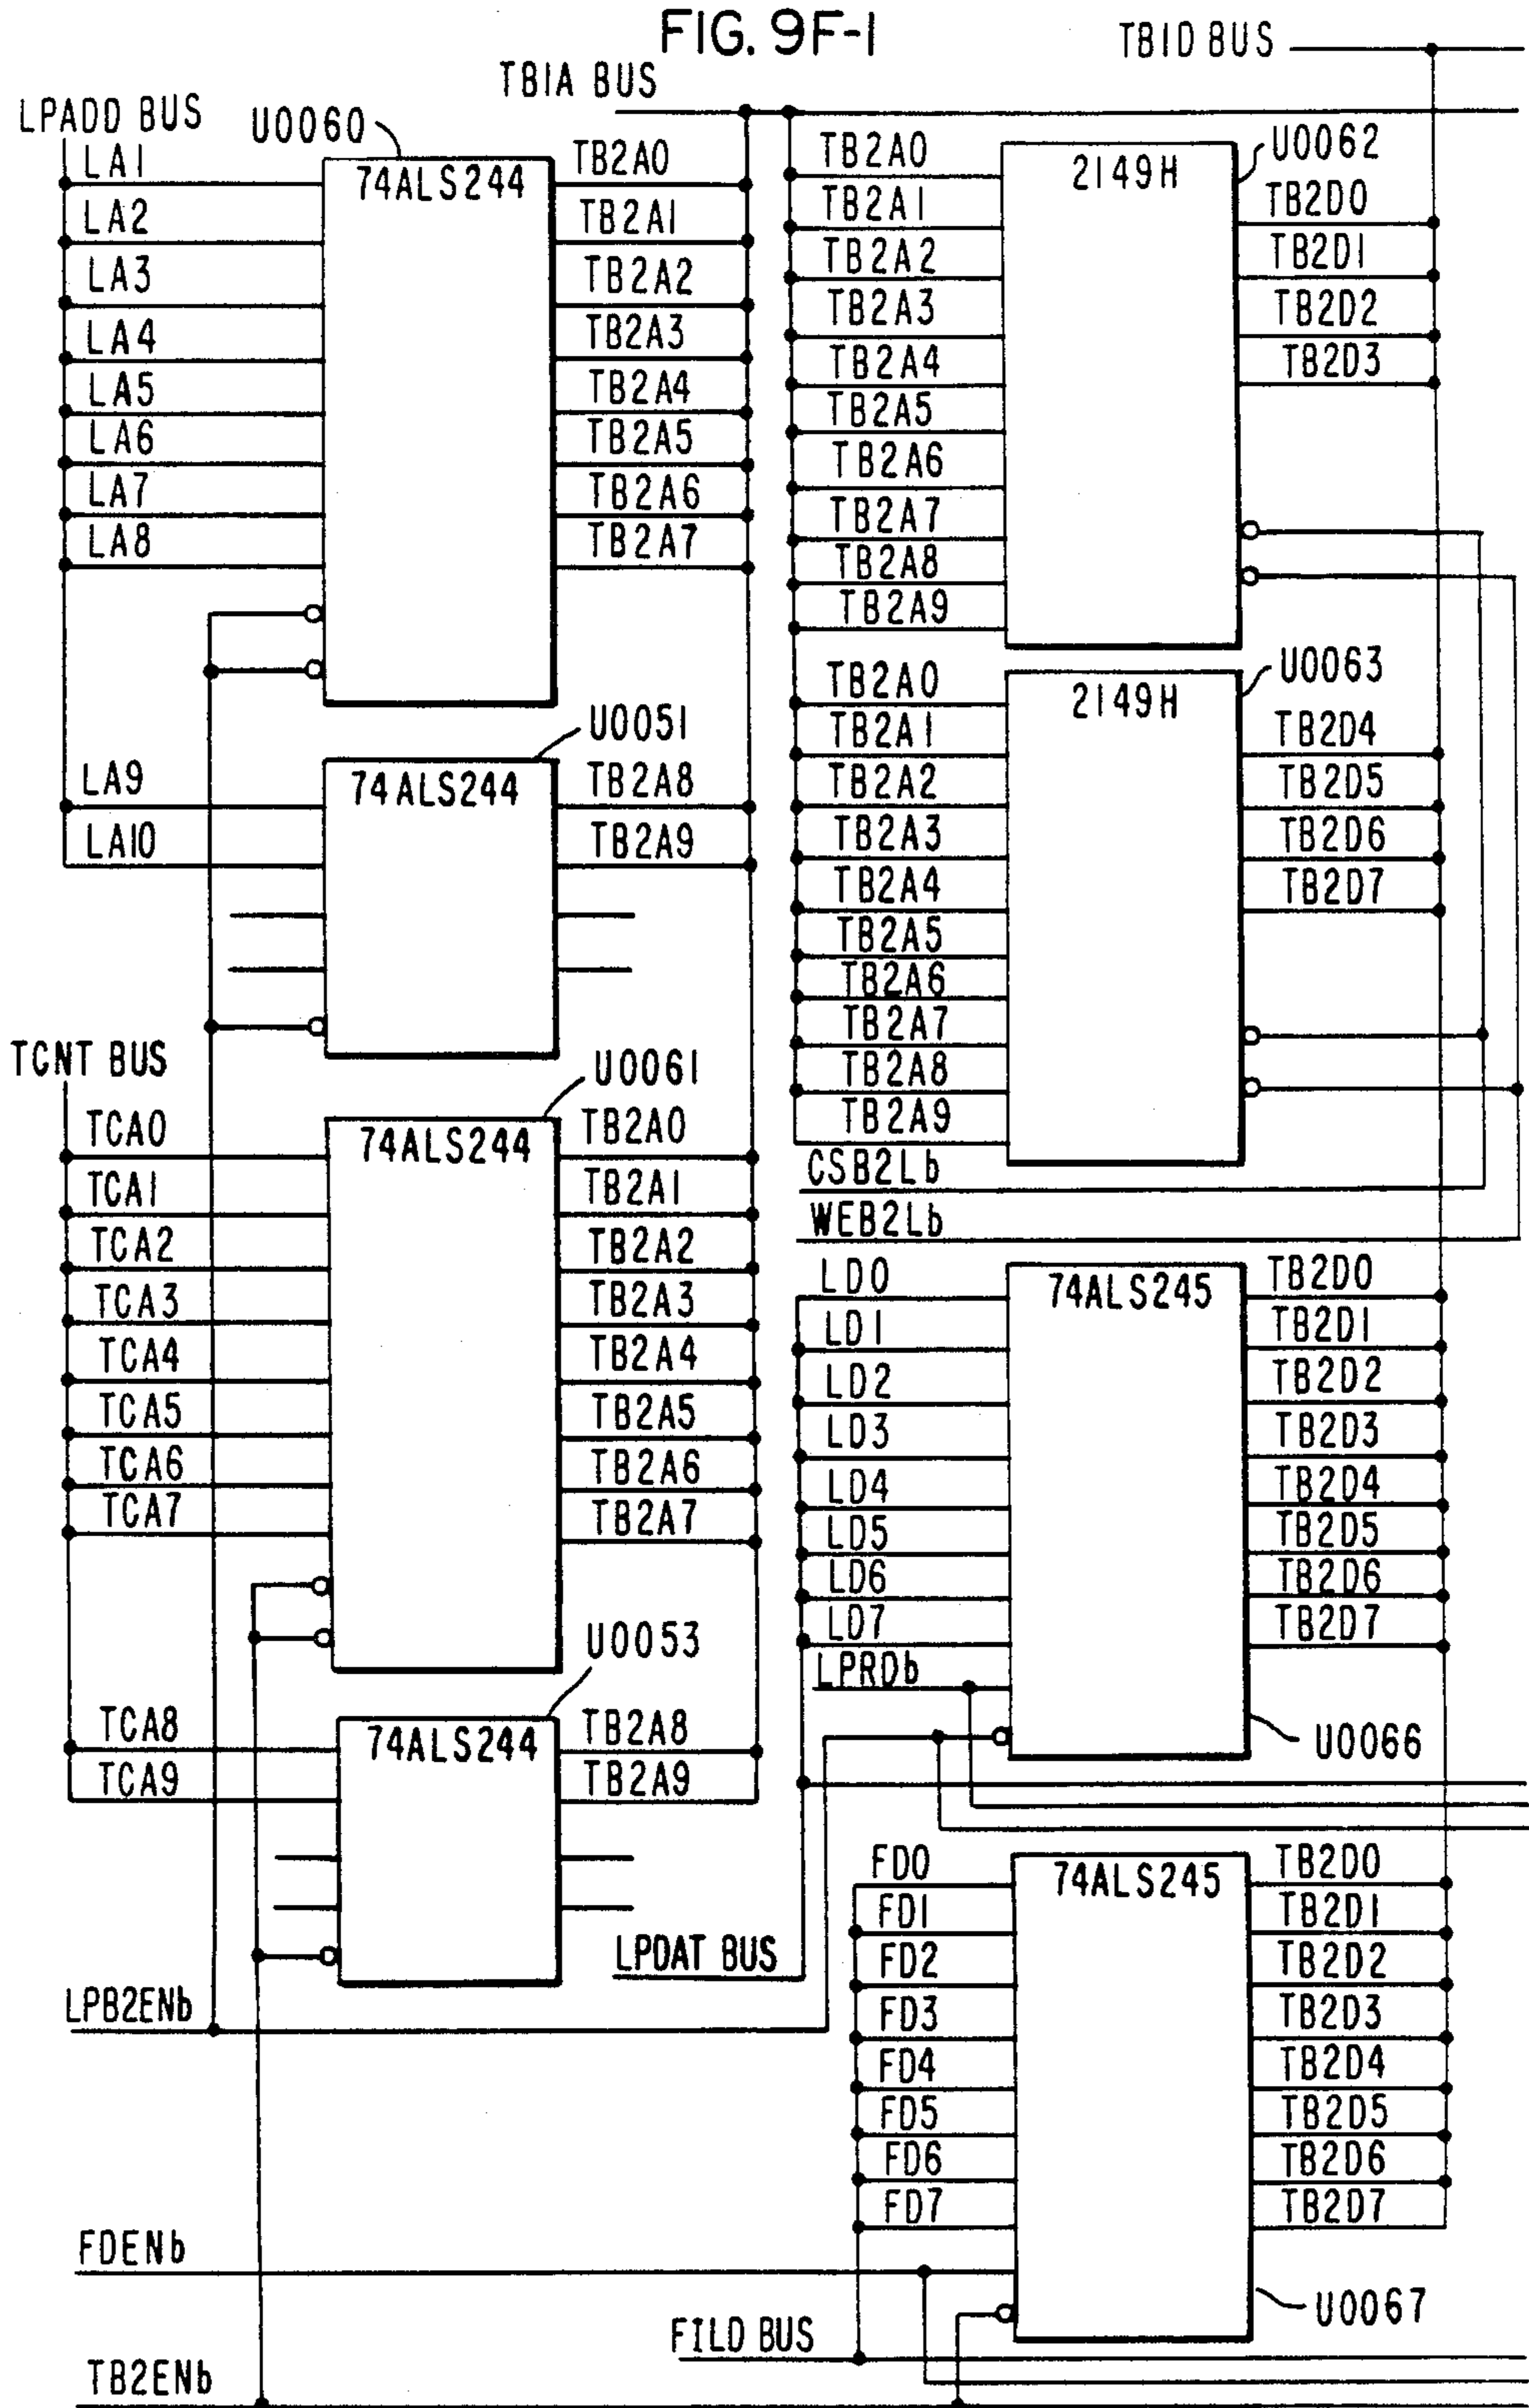 FIG. 9F-1
TBID BUS
TBIA BUS
LPADD BUS
U0060
74ALS244
LA1
LA2
LA3
LA4
LA5
LA6
LA7
LA8
TB2A0
TB2A1
TB2A2
TB2A3
TB2A4
TB2A5
TB2A6
TB2A7
U0051
74ALS244
LA9
LA10
TB2A8
TB2A9
TCNT BUS
U0061
74ALS244
TCA0
TCA1
TCA2
TCA3
TCA4
TCA5
TCA6
TCA7
TB2A0
TB2A1
TB2A2
TB2A3
TB2A4
TB2A5
TB2A6
TB2A7
U0053
74ALS244
TCA8
TCA9
TB2A8
TB2A9
LPB2ENb
FDENb
TB2ENb
U0062
2149H
TB2A0
TB2A1
TB2A2
TB2A3
TB2A4
TB2A5
TB2A6
TB2A7
TB2A8
TB2A9
TB2D0
TB2D1
TB2D2
TB2D3
U0063
2149H
TB2A0
TB2A1
TB2A2
TB2A3
TB2A4
TB2A5
TB2A6
TB2A7
TB2A8
TB2A9
TB2D4
TB2D5
TB2D6
TB2D7
CSB2Lb
WEB2Lb
74ALS245
LD0
LD1
LD2
LD3
LD4
LD5
LD6
LD7
LPRDb
TB2D0
TB2D1
TB2D2
TB2D3
TB2D4
TB2D5
TB2D6
TB2D7
U0066
LPDAT BUS
74ALS245
FD0
FD1
FD2
FD3
FD4
FD5
FD6
FD7
TB2D0
TB2D1
TB2D2
TB2D3
TB2D4
TB2D5
TB2D6
TB2D7
U0067
FILD BUS